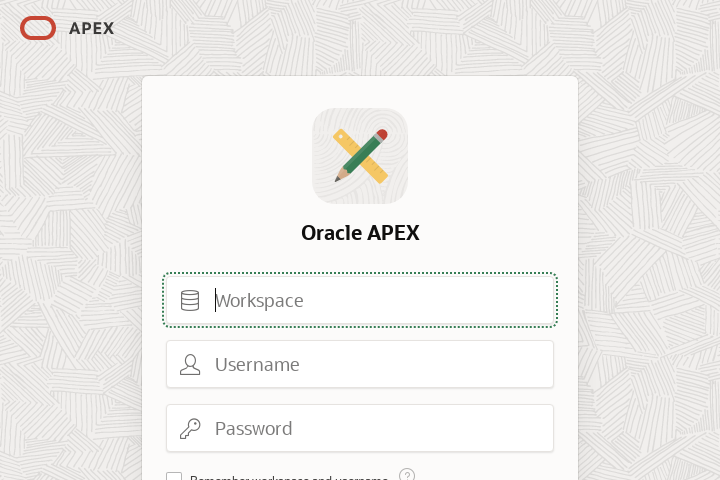 APEX
Oracle APEX
Workspace
Username
Password
Remember workspace and username
?